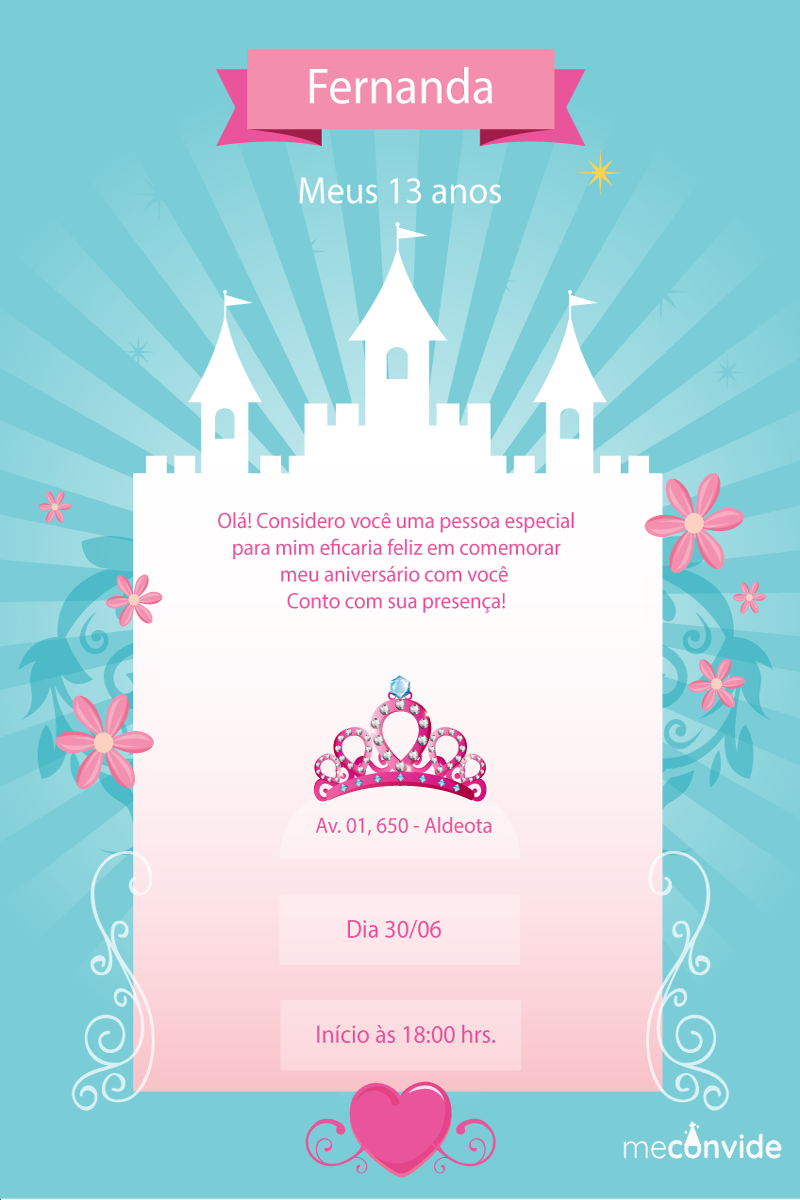 Fernanda
Meus 13 anos
Olá! Considero você uma pessoa especial
para mim eficaria feliz em comemorar
meu aniversário com você
Conto com sua presença!
Av. 01, 650 - Aldeota
Dia 30/06
Início às 18:00 hrs.
meconvide